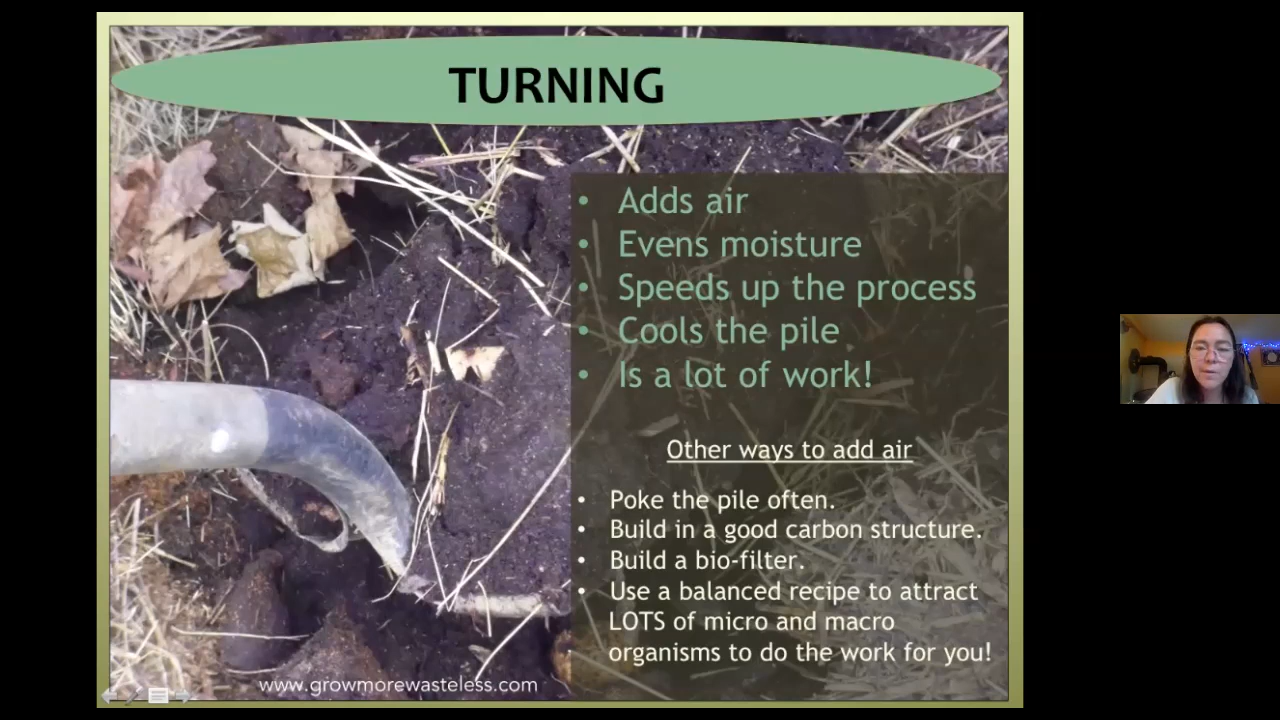 TURNING
• Adds air
• Evens moisture
• Speeds up the process
• Cools the pile
• Is a lot of work!
Other ways to add air
• Poke the pile often.
• Build in a good carbon structure.
• Build a bio-filter.
• Use a balanced recipe to attract
LOTS of micro and macro
organisms to do the work for you!
www.growmorewasteless.com